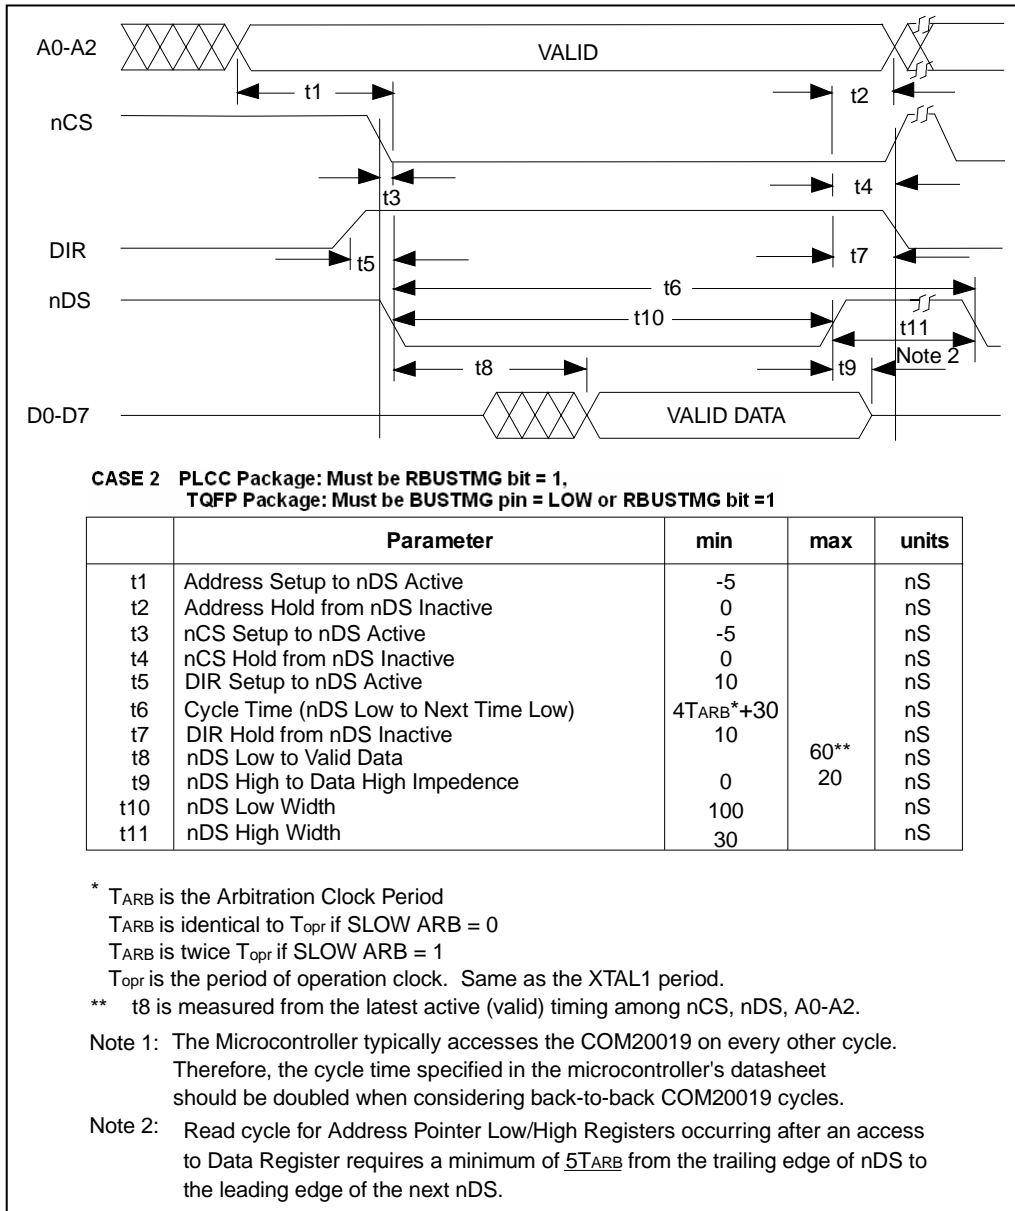 A0-A2
VALID
t1
t2
nCS
t3
t4
DIR
t5
t7
nDS
t6
t10
t11
Note 2
t8
t9
D0-D7
VALID DATA
CASE 2 PLCC Package: Must be RBUSTMG bit = 1,
TQFP Package: Must be BUSTMG pin = LOW or RBUSTMG bit =1
Parameter min max units
t1 Address Setup to nDS Active -5 nS
t2 Address Hold from nDS Inactive 0 nS
t3 nCS Setup to nDS Active -5 nS
t4 nCS Hold from nDS Inactive 0 nS
t5 DIR Setup to nDS Active 10 nS
t6 Cycle Time (nDS Low to Next Time Low) 4TARB*+30 nS
t7 DIR Hold from nDS Inactive 10 nS
t8 nDS Low to Valid Data 60** nS
t9 nDS High to Data High Impedence 0 20 nS
t10 nDS Low Width 100 nS
t11 nDS High Width 30 nS
* TARB is the Arbitration Clock Period
TARB is identical to Topr if SLOW ARB = 0
TARB is twice Topr if SLOW ARB = 1
Topr is the period of operation clock. Same as the XTAL1 period.
** t8 is measured from the latest active (valid) timing among nCS, nDS, A0-A2.
Note 1: The Microcontroller typically accesses the COM20019 on every other cycle.
Therefore, the cycle time specified in the microcontroller's datasheet
should be doubled when considering back-to-back COM20019 cycles.
Note 2: Read cycle for Address Pointer Low/High Registers occurring after an access
to Data Register requires a minimum of 5TARB from the trailing edge of nDS to
the leading edge of the next nDS.